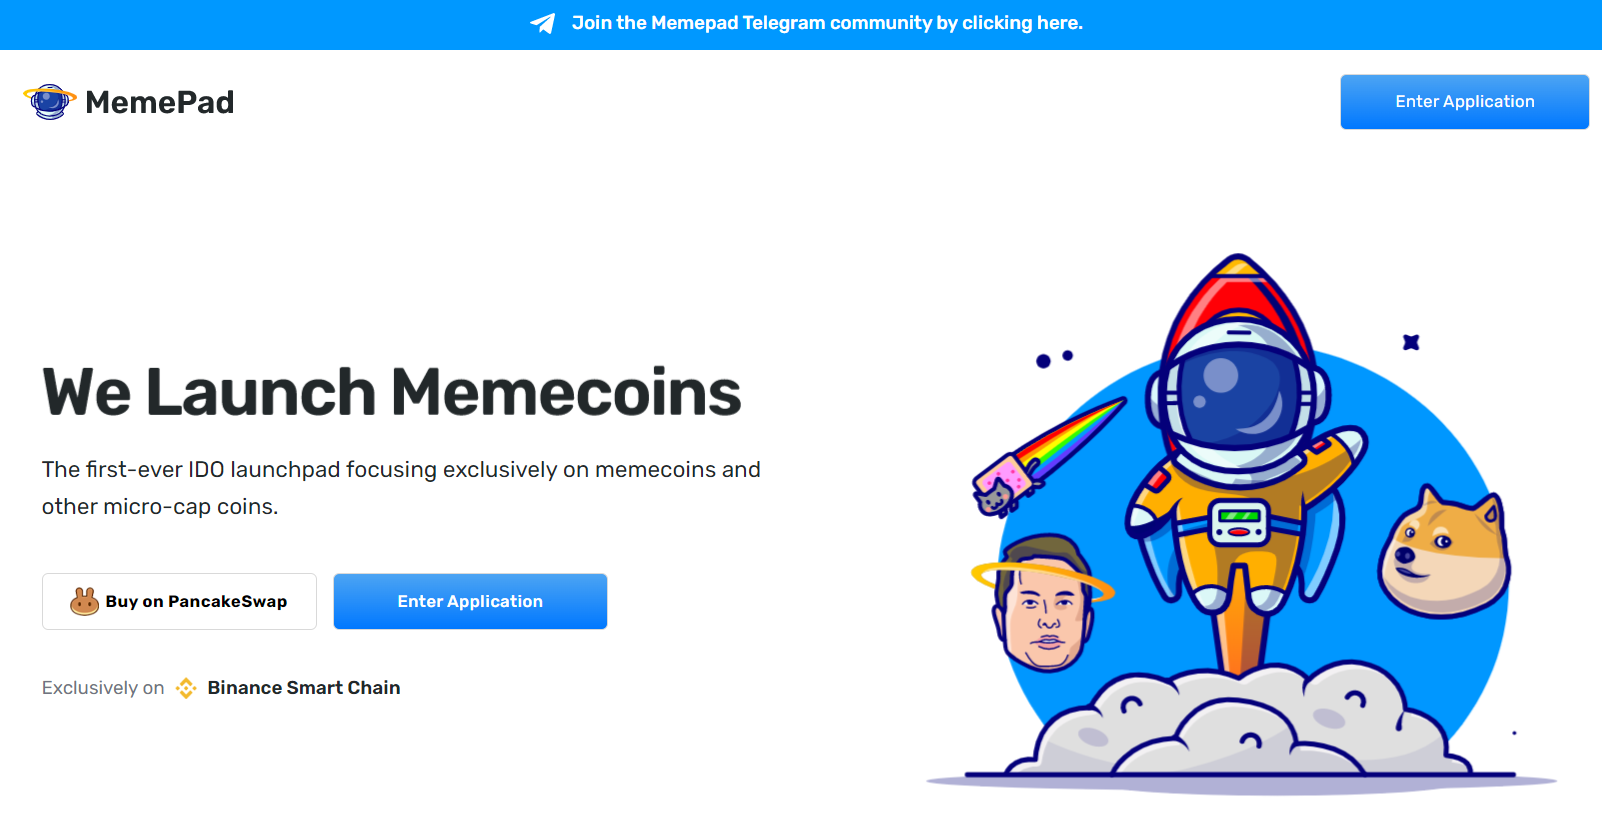 Join the Memepad Telegram community by clicking here.
MemePad
Enter Application
We Launch Memecoins
The first-ever IDO launchpad focusing exclusively on memecoins and
other micro-cap coins.
Buy on PancakeSwap
Enter Application
Exclusively on Binance Smart Chain